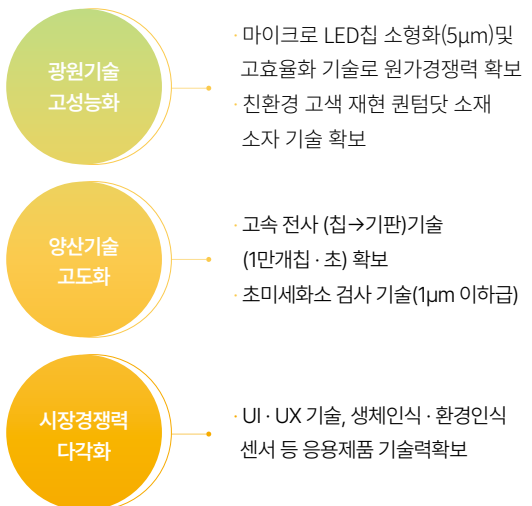 광원기술
고성능화
· 마이크로 LED칩 소형화(5μm)및
고효율화 기술로 원가경쟁력 확보
· 친환경 고색 재현 퀀텀닷 소재
소자 기술 확보
양산기술
고도화
· 고속 전사 (칩→기판)기술
(1만개칩 · 초) 확보
· 초미세화소 검사 기술(1μm 이하급)
시장경쟁력
다각화
· UI · UX 기술, 생체인식 · 환경인식
센서 등 응용제품 기술력확보